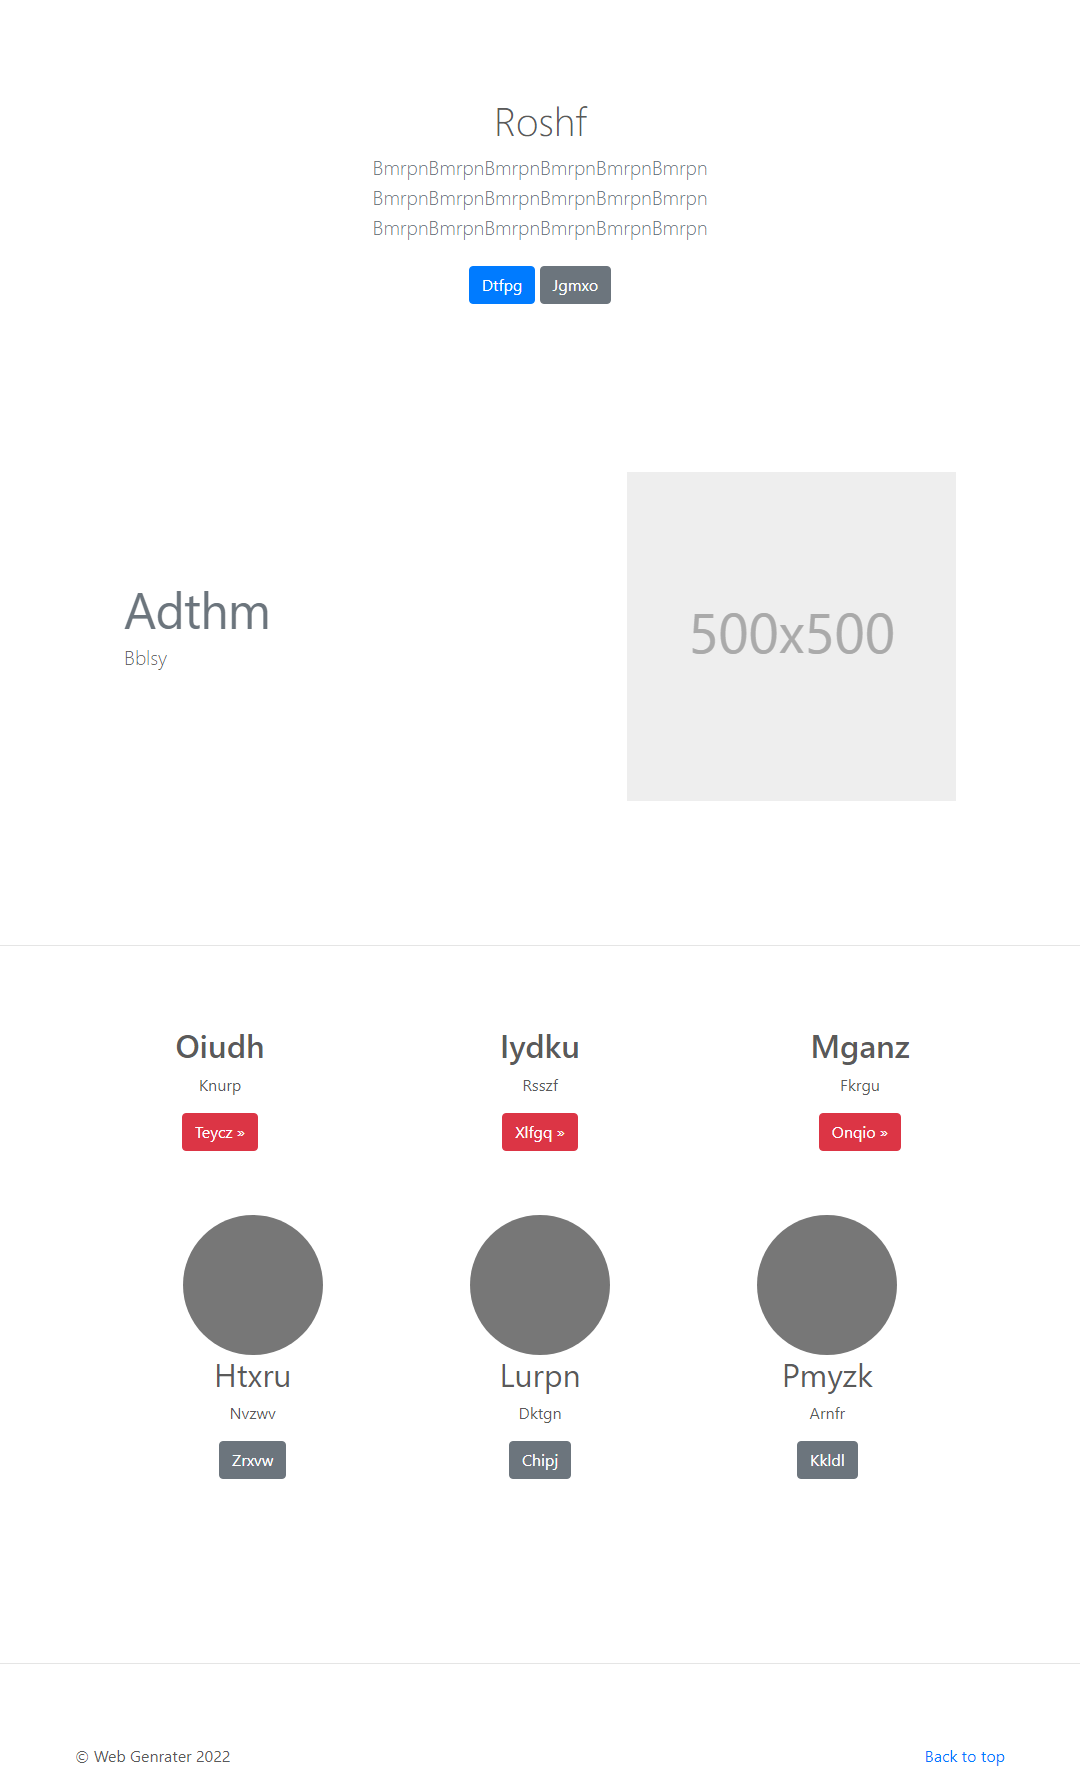 Roshf
BmrpnBmrpnBmrpnBmrpnBmrpnBmrpn
BmrpnBmrpnBmrpnBmrpnBmrpnBmrpn
BmrpnBmrpnBmrpnBmrpnBmrpnBmrpn
Dtfpg Jgmxo
500x500
Adthm
Bblsy
Oiudh Iydku Mganz
Knurp Rsszf Fkrgu
Teycz » Xlfgq » Onqio »
Htxru Lurpn Pmyzk
Nvzwv Dktgn Arnfr
Zrxvw Chipj Kkldl
© Web Genrater 2022 Back to top